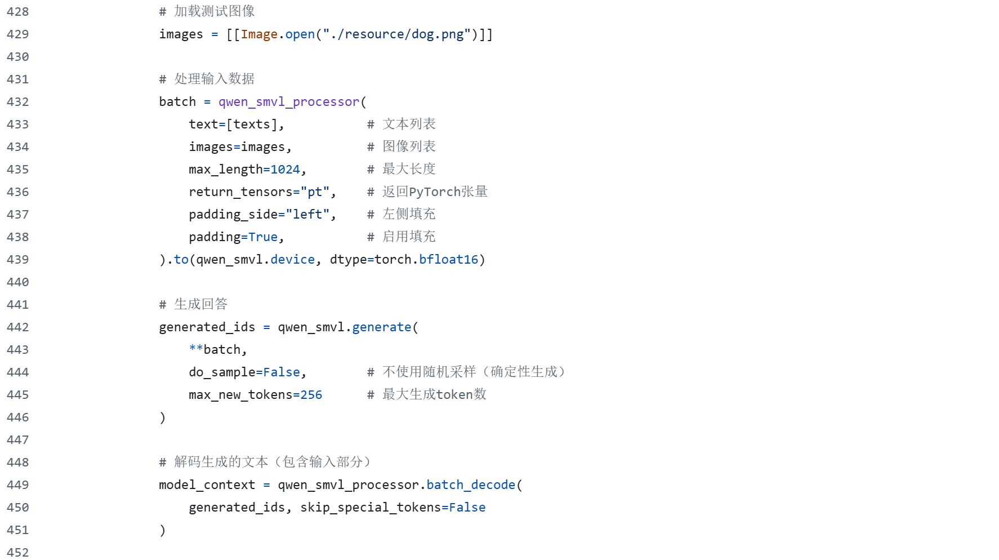 428                 # 加载测试图像
429                 images = [[Image.open("./resource/dog.png")]]
430
431                 # 处理输入数据
432                 batch = qwen_smvl_processor(
433                     text=[texts],           # 文本列表
434                     images=images,          # 图像列表
435                     max_length=1024,        # 最大长度
436                     return_tensors="pt",    # 返回PyTorch张量
437                     padding_side="left",    # 左侧填充
438                     padding=True,           # 启用填充
439                 ).to(qwen_smvl.device, dtype=torch.bfloat16)
440
441                 # 生成回答
442                 generated_ids = qwen_smvl.generate(
443                     **batch,
444                     do_sample=False,        # 不使用随机采样（确定性生成）
445                     max_new_tokens=256      # 最大生成token数
446                 )
447
448                 # 解码生成的文本（包含输入部分）
449                 model_context = qwen_smvl_processor.batch_decode(
450                     generated_ids, skip_special_tokens=False
451                 )
452